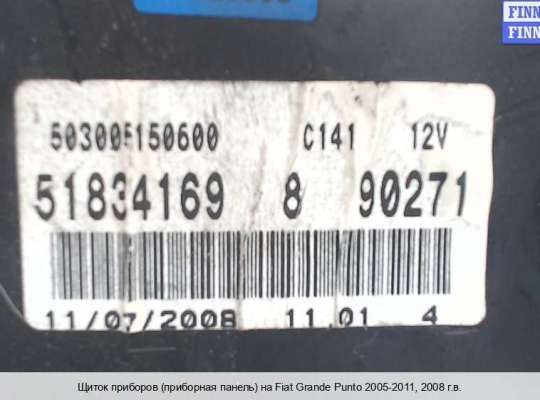 FINN
FINN
50300F150600 C141 12V
51834169 8 90271
11/07/2008 11.01 4
Щиток приборов (приборная панель) на Fiat Grande Punto 2005-2011, 2008 г.в.